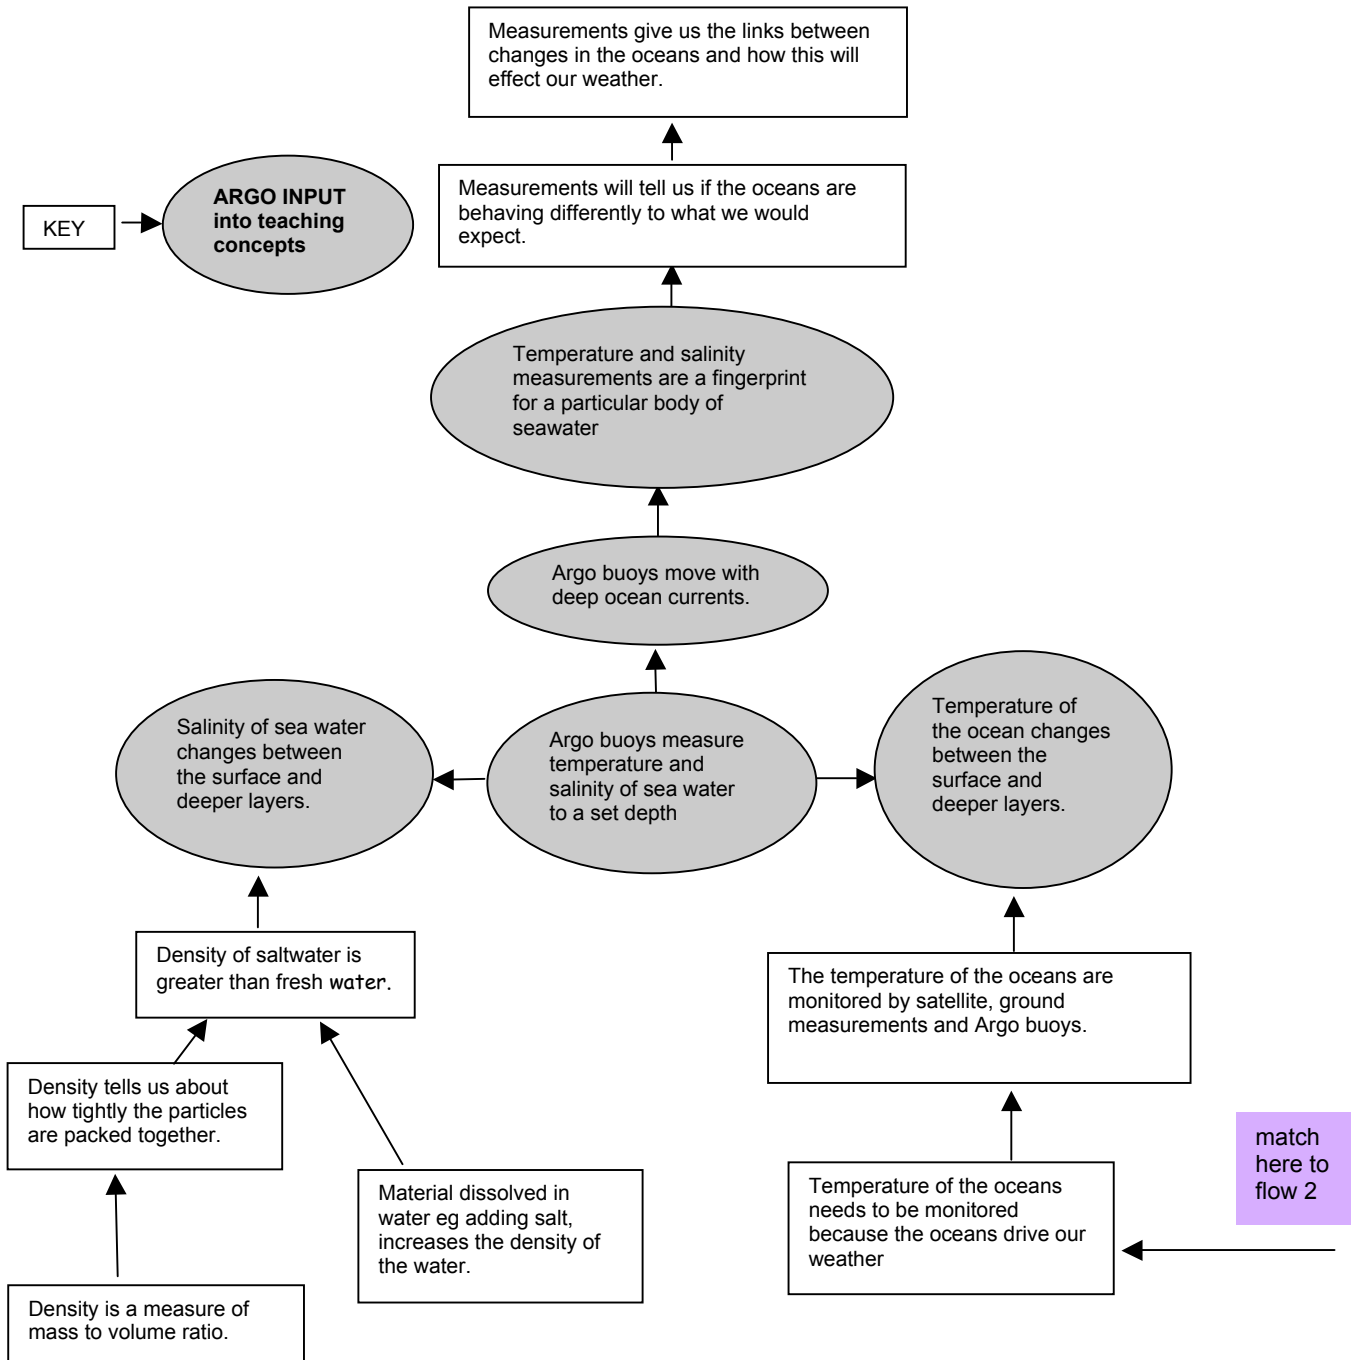 Measurements give us the links between
changes in the oceans and how this will
effect our weather.
KEY
ARGO INPUT
into teaching
concepts
Measurements will tell us if the oceans are
behaving differently to what we would
expect.
Temperature and salinity
measurements are a fingerprint
for a particular body of
seawater
Argo buoys move with
deep ocean currents.
Salinity of sea water
changes between
the surface and
deeper layers.
Argo buoys measure
temperature and
salinity of sea water
to a set depth
Temperature of
the ocean changes
between the
surface and
deeper layers.
Density of saltwater is
greater than fresh water.
The temperature of the oceans are
monitored by satellite, ground
measurements and Argo buoys.
Density tells us about
how tightly the particles
are packed together.
Material dissolved in
water eg adding salt,
increases the density of
the water.
Temperature of the oceans
needs to be monitored
because the oceans drive our
weather
match
here to
flow 2
Density is a measure of
mass to volume ratio.